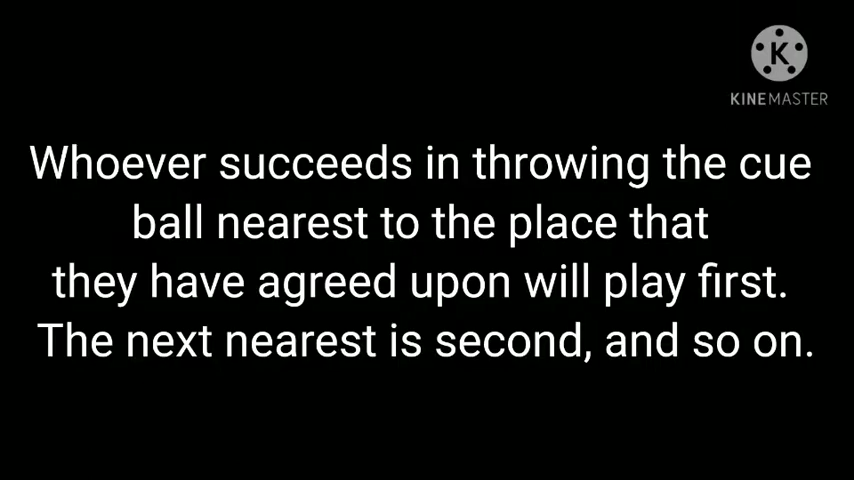 K
KINEMASTER
Whoever succeeds in throwing the cue
ball nearest to the place that
they have agreed upon will play first.
The next nearest is second, and so on.